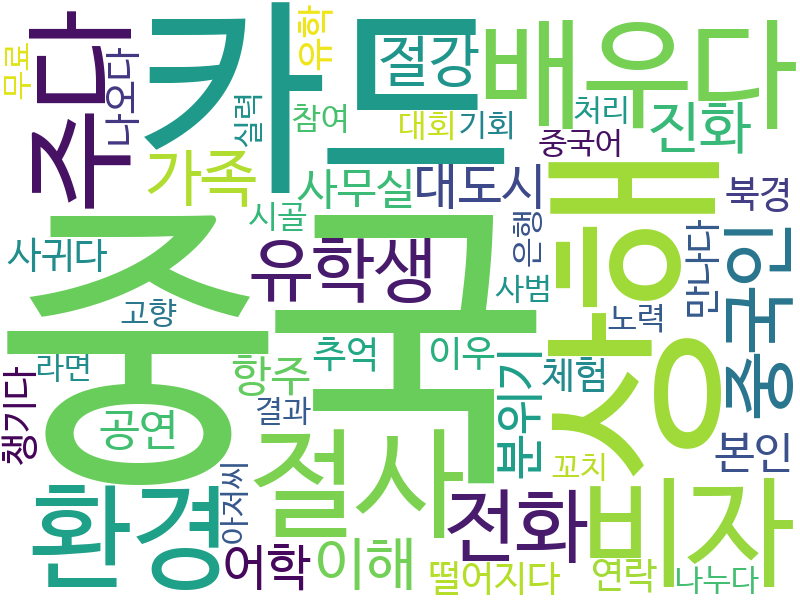 무료
주다
나오다
카드
유학
절강
배우다
실력
참여
대회
기회
처리
중국어
진화
가족
사무실
대도시
북경
시골
은행
상해
만나다
중국인
사귀다
유학생
중국
고향
사범
노력
라면
항주
추억
이우
분위기
체험
챙기다
공연
결과
절사
꼬치
본인
환경
아저씨
어학
이해
전화
비자
떨어지다
연락
나누다